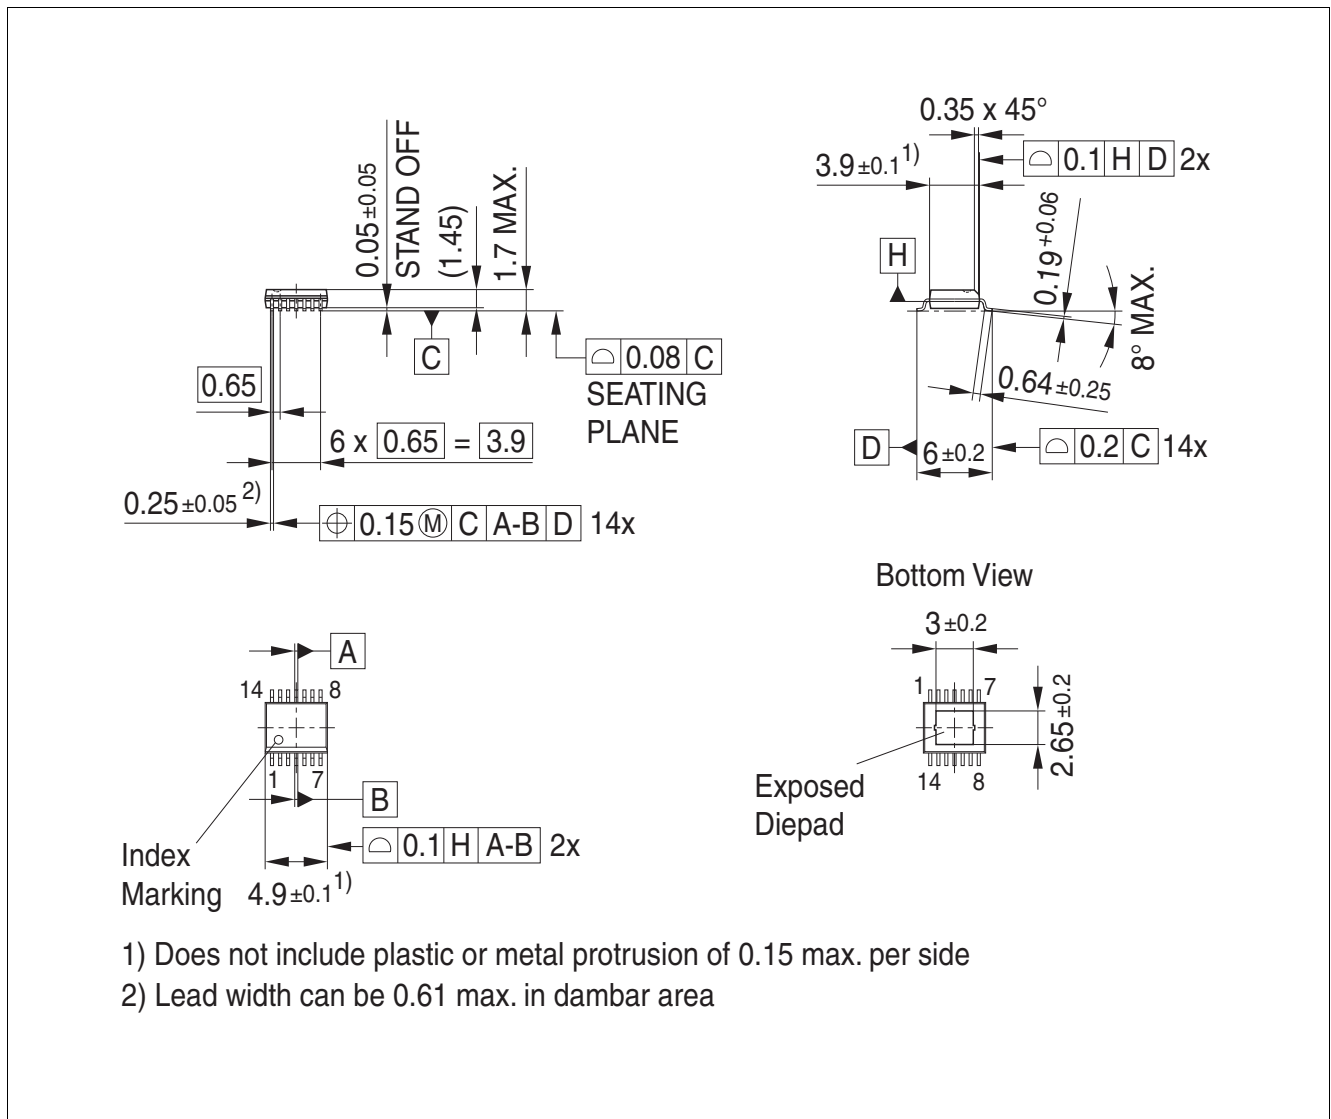 0.05±0.05
STAND OFF
(1.45)
1.7 MAX.
C
⌓ 0.08 C
SEATING
PLANE
0.65
6 x 0.65 = 3.9
0.25±0.05 2)
⌖ 0.15 Ⓜ C A-B D 14x
0.35 x 45°
3.9±0.1 1)
⌓ 0.1 H D 2x
H
0.19+0.06
8° MAX.
0.64±0.25
D
6±0.2
⌓ 0.2 C 14x
A
14 8
1 7
B
⌓ 0.1 H A-B 2x
Index
Marking
4.9±0.1 1)
Bottom View
3±0.2
1 7
2.65±0.2
14 8
Exposed
Diepad
1) Does not include plastic or metal protrusion of 0.15 max. per side
2) Lead width can be 0.61 max. in dambar area